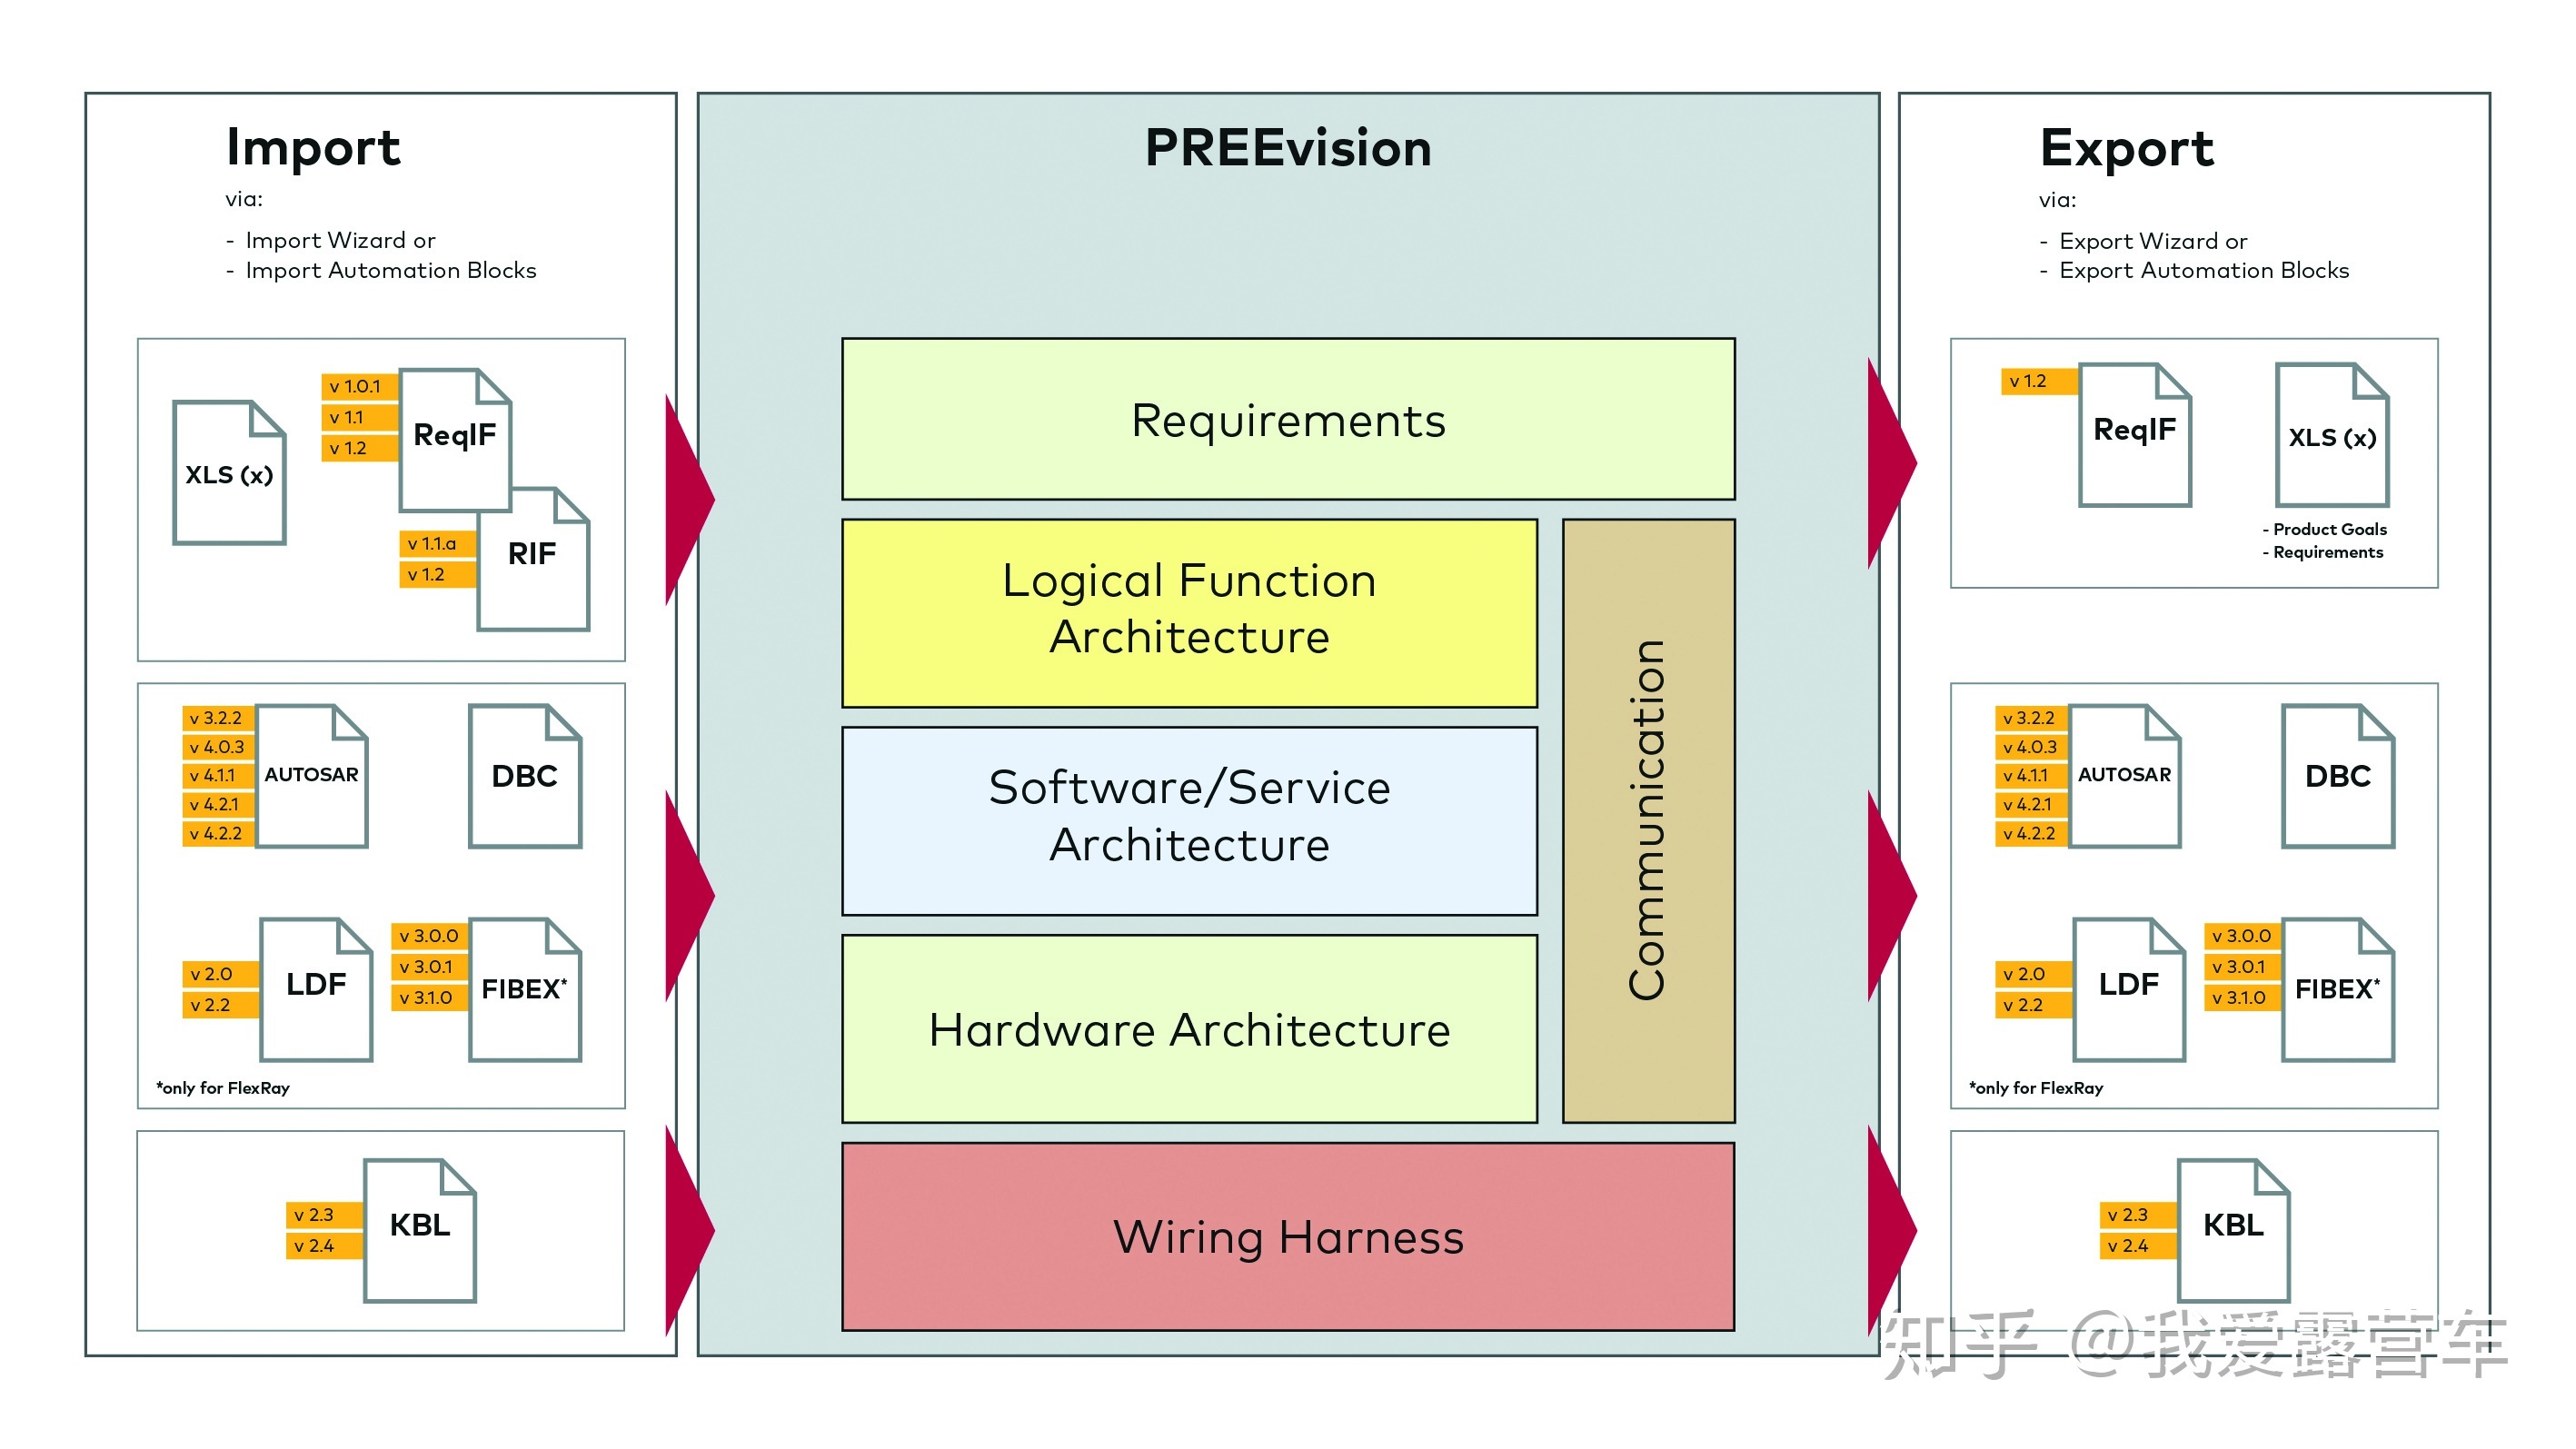 Import
via:
- Import Wizard or
- Import Automation Blocks
XLS (x)
v 1.0.1
v 1.1
v 1.2
ReqIF
v 1.1.a
v 1.2
RIF
v 3.2.2
v 4.0.3
v 4.1.1
v 4.2.1
v 4.2.2
AUTOSAR
DBC
v 2.0
v 2.2
LDF
v 3.0.0
v 3.0.1
v 3.1.0
FIBEX*
*only for FlexRay
v 2.3
v 2.4
KBL
PREEvision
Requirements
Logical Function
Architecture
Software/Service
Architecture
Hardware Architecture
Communication
Wiring Harness
Export
via:
- Export Wizard or
- Export Automation Blocks
v 1.2
ReqIF
XLS (x)
- Product Goals
- Requirements
v 3.2.2
v 4.0.3
v 4.1.1
v 4.2.1
v 4.2.2
AUTOSAR
DBC
v 2.0
v 2.2
LDF
v 3.0.0
v 3.0.1
v 3.1.0
FIBEX*
*only for FlexRay
v 2.3
v 2.4
KBL
知乎 @我爱露营车